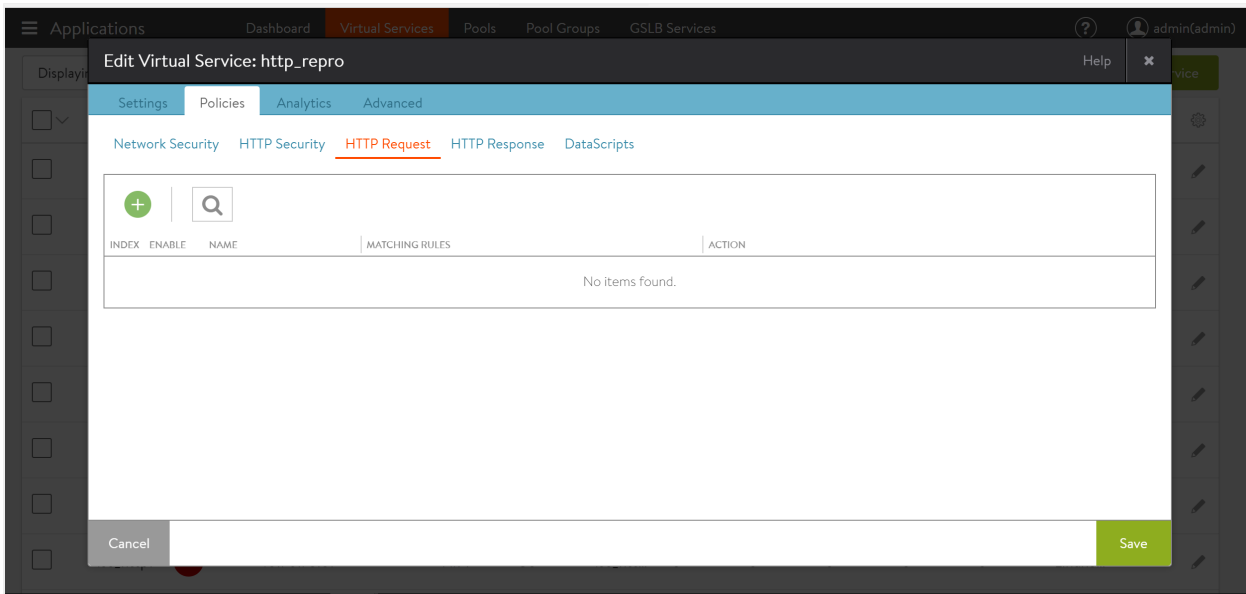 Applications Dashboard Virtual Services Pools Pool Groups GSLB Services ? admin(admin)
Edit Virtual Service: http_repro Help
Settings Policies Analytics Advanced
Network Security HTTP Security HTTP Request HTTP Response DataScripts
INDEX ENABLE NAME MATCHING RULES ACTION
No items found.
Cancel Save